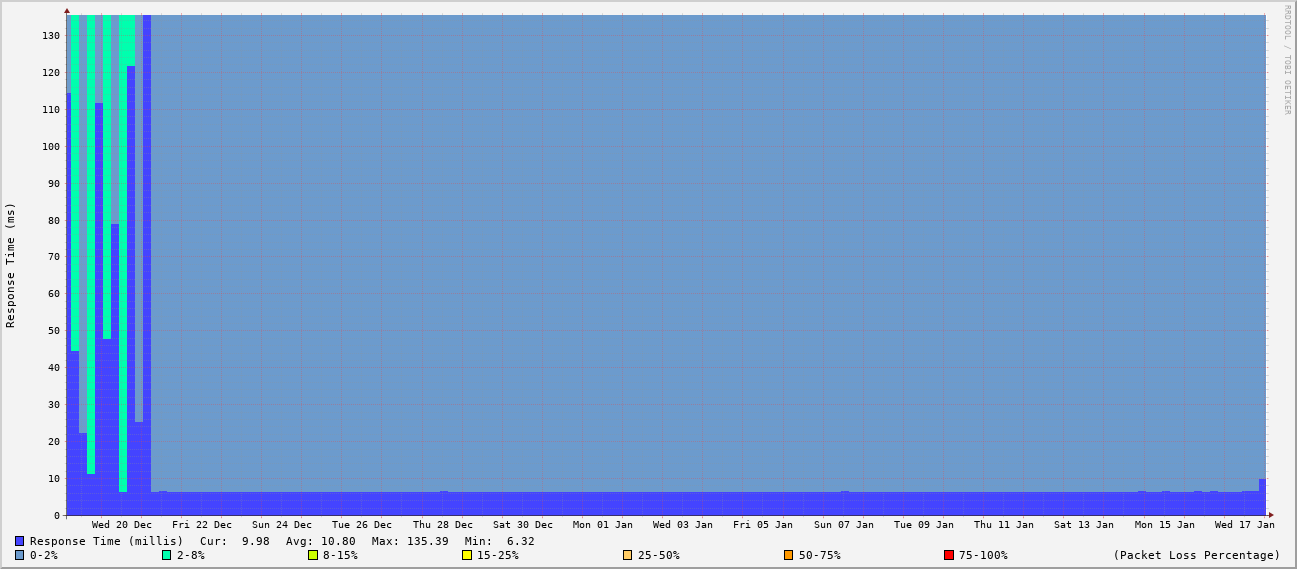 RRDTOOL / TOBI OETIKER
Response Time (ms)
130
120
110
100
90
80
70
60
50
40
30
20
10
0
Wed 20 Dec Fri 22 Dec Sun 24 Dec Tue 26 Dec Thu 28 Dec Sat 30 Dec Mon 01 Jan Wed 03 Jan Fri 05 Jan Sun 07 Jan Tue 09 Jan Thu 11 Jan Sat 13 Jan Mon 15 Jan Wed 17 Jan
Response Time (millis) Cur: 9.98 Avg: 10.80 Max: 135.39 Min: 6.32
0-2% 2-8% 8-15% 15-25% 25-50% 50-75% 75-100% (Packet Loss Percentage)